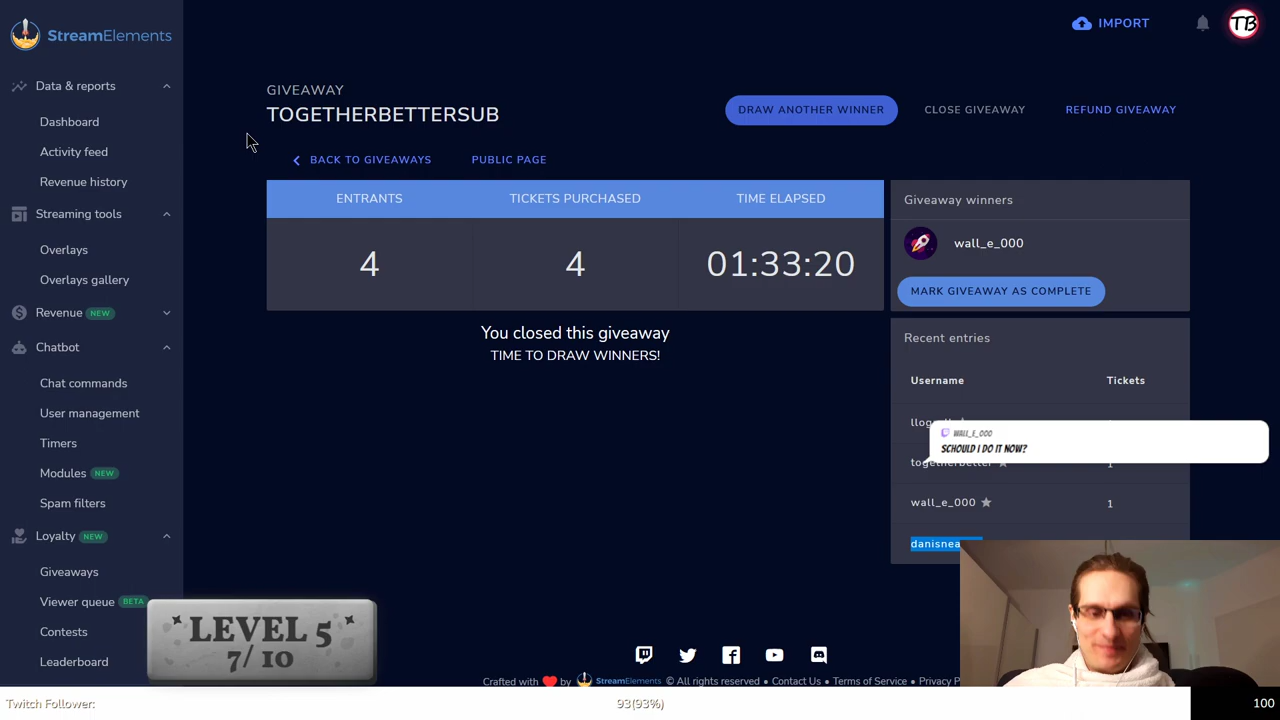 StreamElements
IMPORT
TB
Data & reports
Dashboard
Activity feed
Revenue history
Streaming tools
Overlays
Overlays gallery
Revenue NEW
Chatbot
Chat commands
User management
Timers
Modules NEW
Spam filters
Loyalty NEW
Giveaways
Viewer queue BETA
Contests
Leaderboard
GIVEAWAY
TOGETHERBETTERSUB
DRAW ANOTHER WINNER
CLOSE GIVEAWAY
REFUND GIVEAWAY
BACK TO GIVEAWAYS
PUBLIC PAGE
ENTRANTS TICKETS PURCHASED TIME ELAPSED
4 4 01:33:20
You closed this giveaway
TIME TO DRAW WINNERS!
Giveaway winners
wall_e_000
MARK GIVEAWAY AS COMPLETE
Recent entries
Username Tickets
WALL_E_000
SCHOULD I DO IT NOW?
togetherbetter 1
wall_e_000 1
LEVEL 5
7/10
Crafted with by StreamElements © All rights reserved • Contact Us • Terms of Service • Privacy P
Twitch Follower: 93(93%) 100